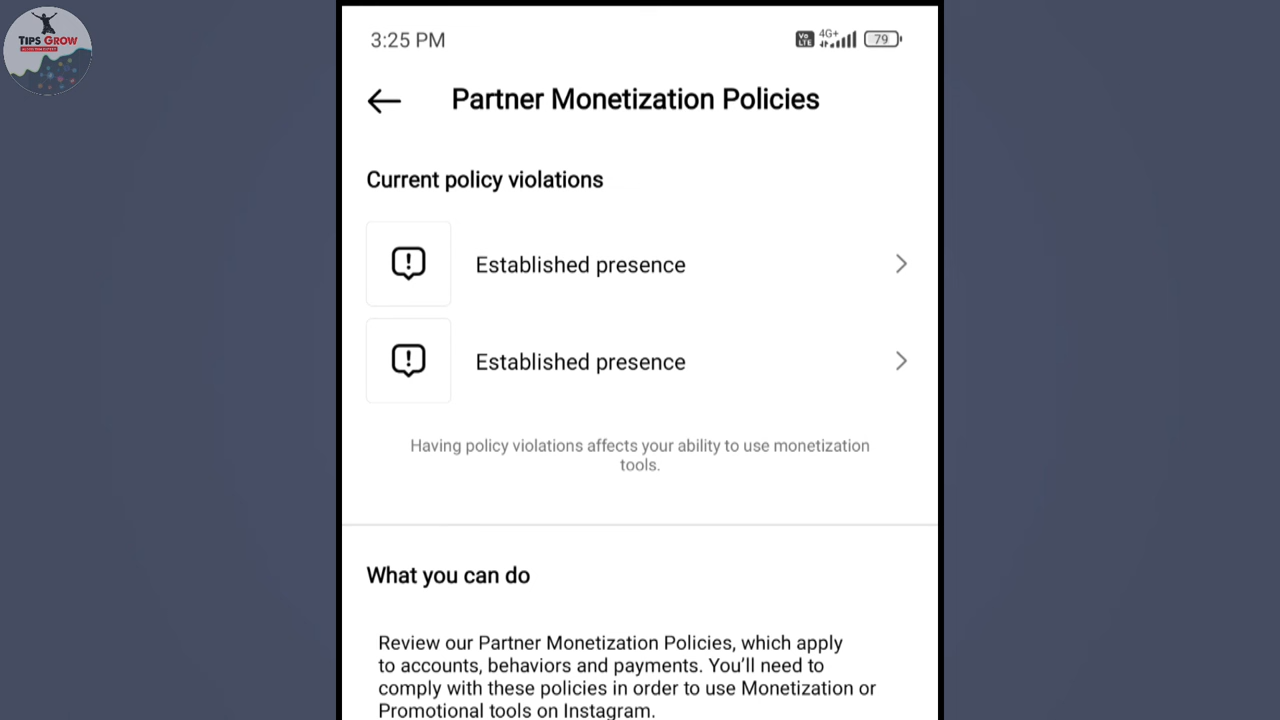 TIPS GROW
3:25 PM
Vo LTE 4G+ 79
Partner Monetization Policies
Current policy violations
Established presence
Established presence
Having policy violations affects your ability to use monetization
tools.
What you can do
Review our Partner Monetization Policies, which apply
to accounts, behaviors and payments. You’ll need to
comply with these policies in order to use Monetization or
Promotional tools on Instagram.